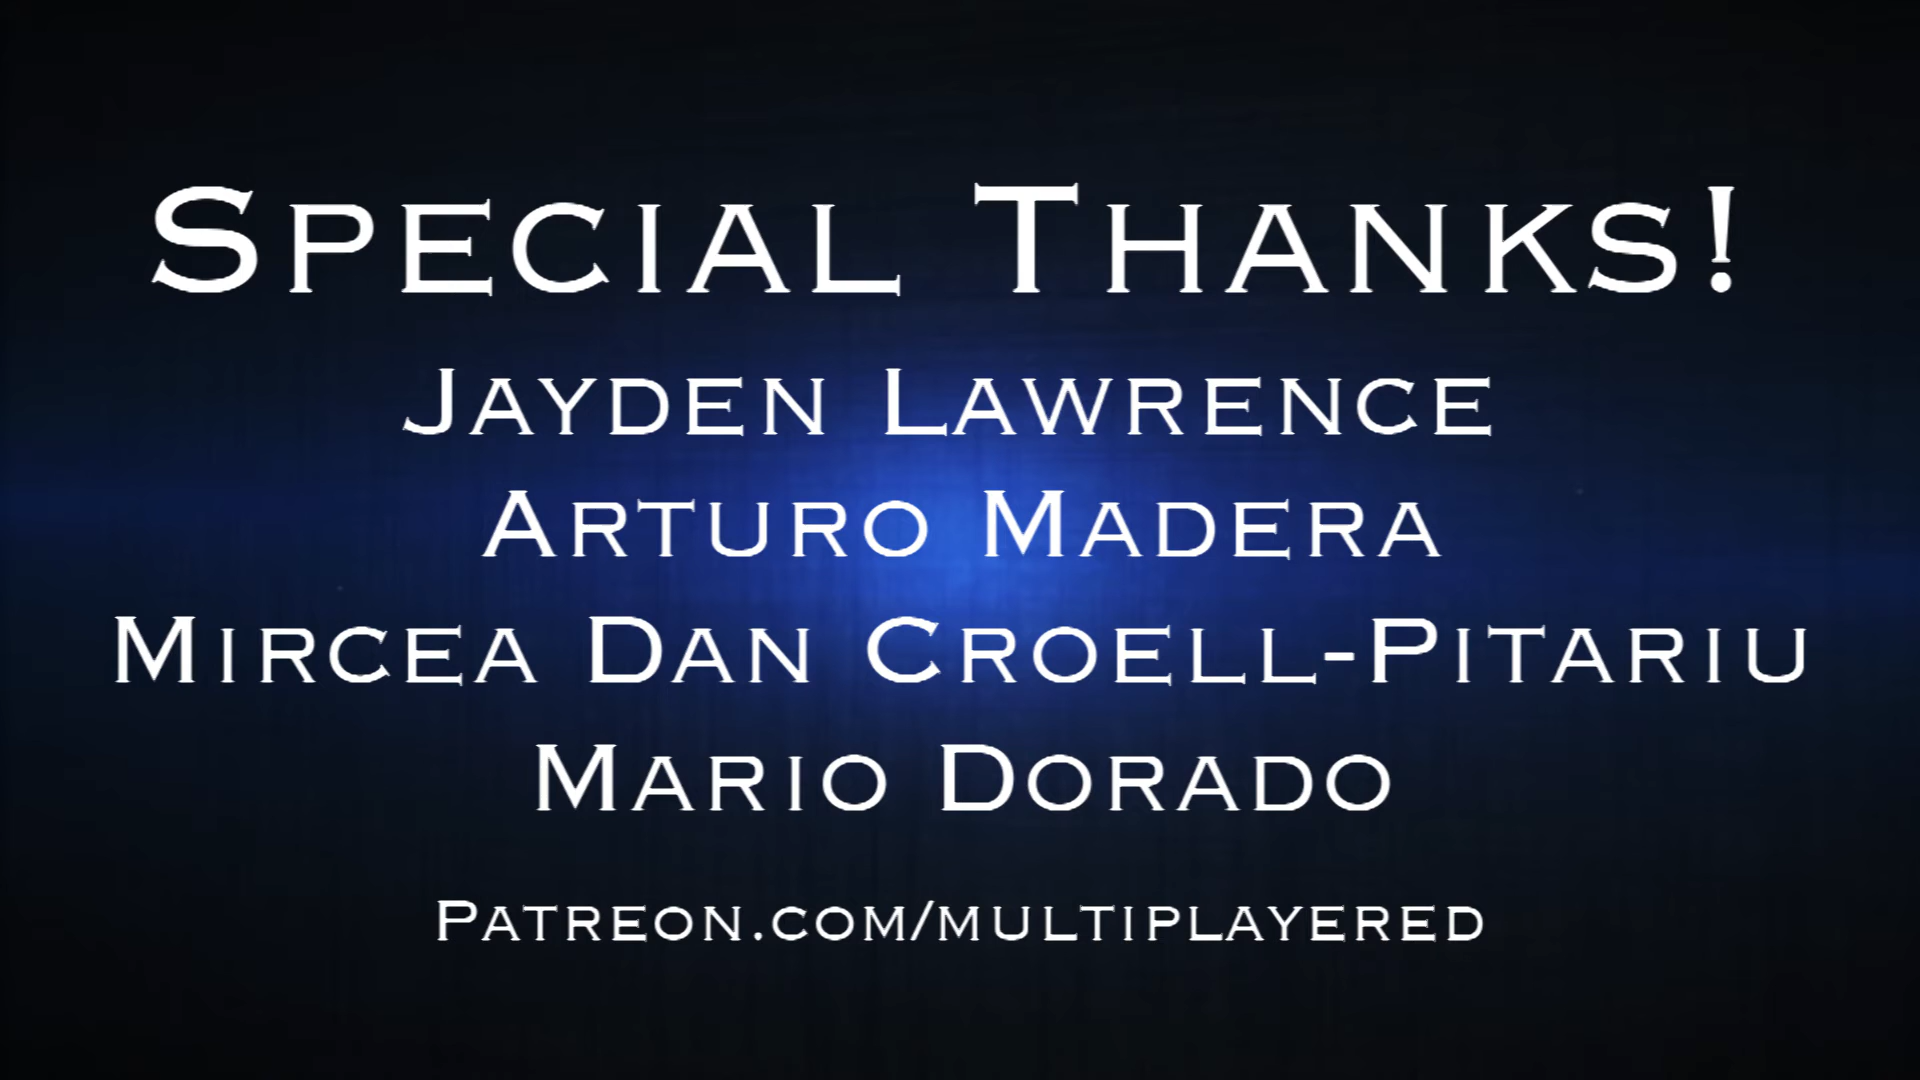 Special Thanks!
Jayden Lawrence
Arturo Madera
Mircea Dan Croell-Pitariu
Mario Dorado
Patreon.com/multiplayered